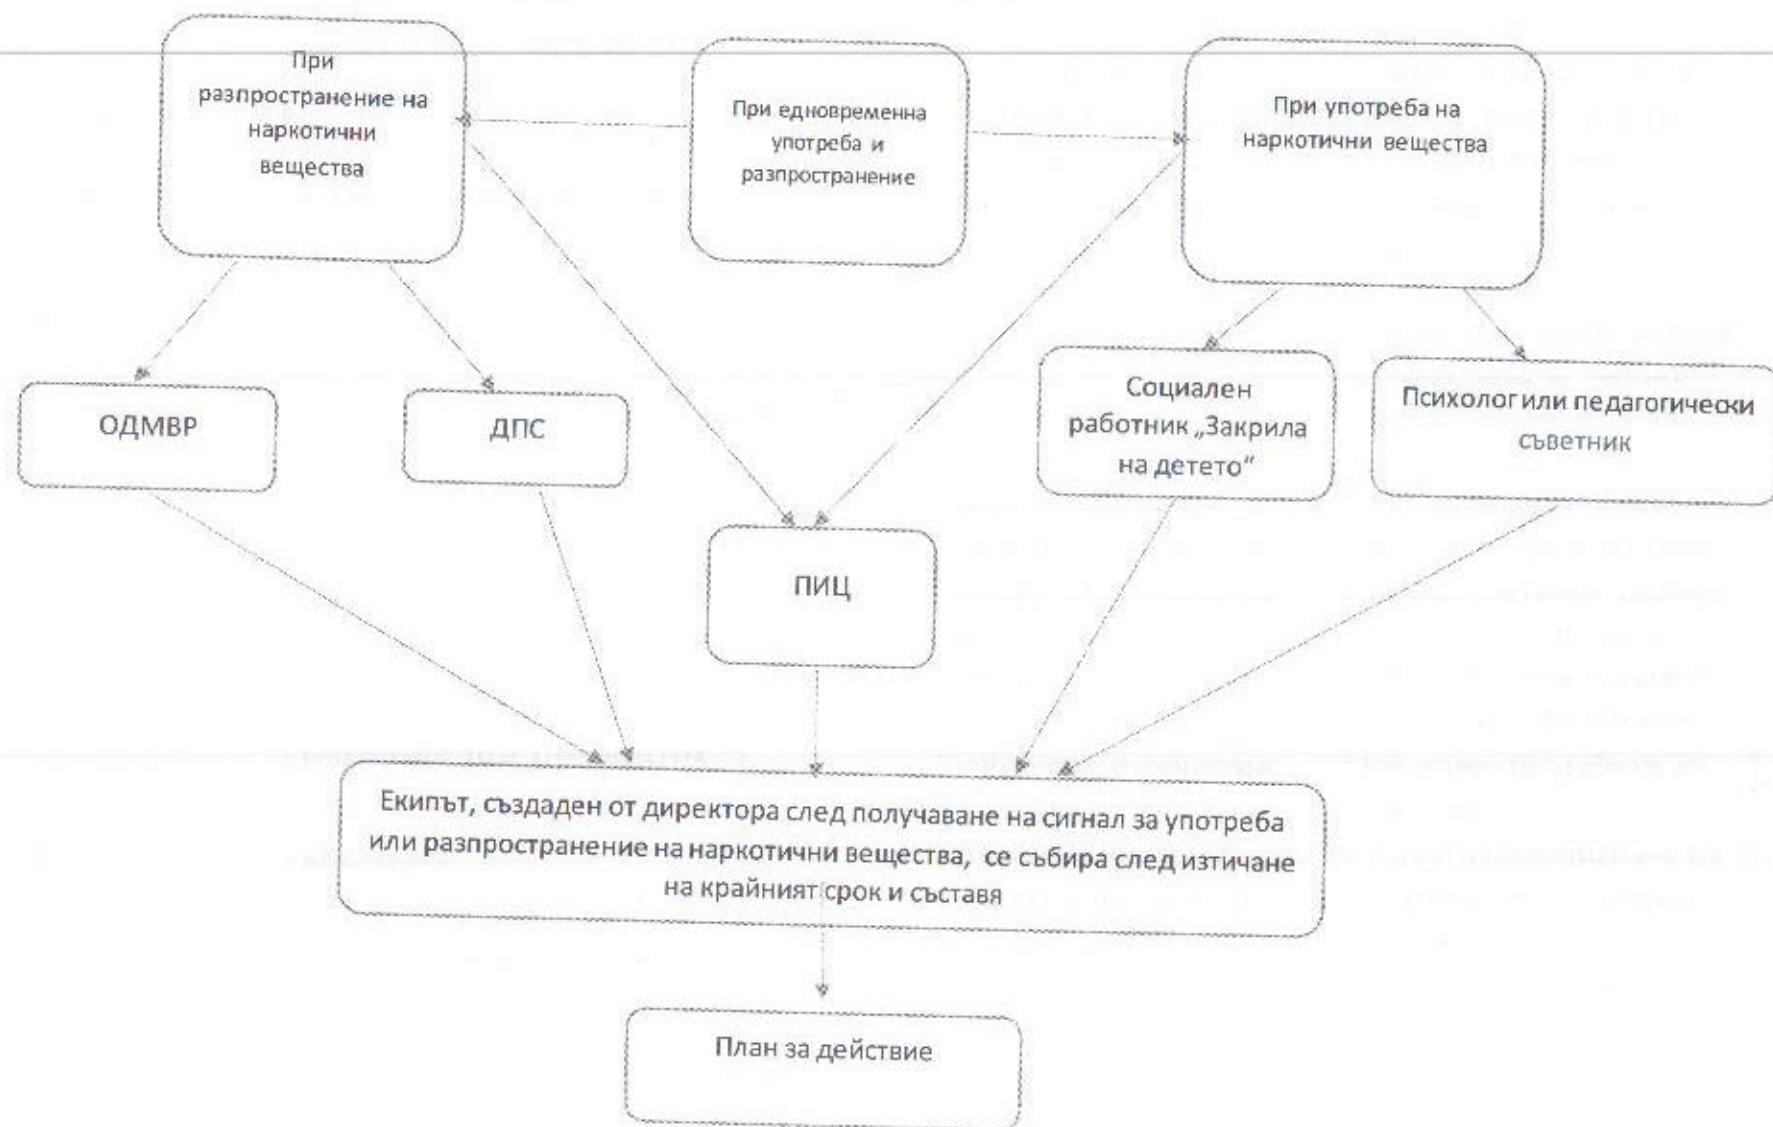 При
разпространение на
наркотични
вещества
При едновременна
употреба и
разпространение
При употреба на
наркотични вещества
ОДМВР
ДПС
Социален
работник „Закрила
на детето“
Психолог или педагогически
съветник
ПИЦ
Екипът, създаден от директора след получаване на сигнал за употреба
или разпространение на наркотични вещества, се събира след изтичане
на крайният срок и съставя
План за действие